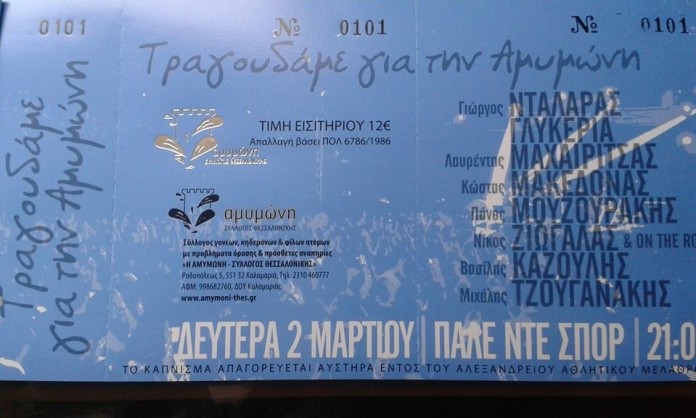 0101
Τραγουδάμε
για την Αμυμώνη
№ 0101
№ 0101
Τραγουδάμε για την Αμυμώνη
ΤΙΜΗ ΕΙΣΙΤΗΡΙΟΥ 12€
Απαλλαγή βάσει ΠΟΛ 6786/1986
αμυμώνη
ΣΥΛΛΟΓΟΣ ΘΕΣΣΑΛΟΝΙΚΗΣ
αμυμώνη
ΣΥΛΛΟΓΟΣ ΘΕΣΣΑΛΟΝΙΚΗΣ
Σύλλογος γονέων, κηδεμόνων & φίλων ατόμων
με προβλήματα όρασης & πρόσθετες αναπηρίες
«Η ΑΜΥΜΩΝΗ - ΣΥΛΛΟΓΟΣ ΘΕΣΣΑΛΟΝΙΚΗΣ»
Ροδοπόλεως 5, 551 32 Καλαμαριά, Τηλ. 2310 460777
ΑΦΜ: 998682760, ΔΟΥ Καλαμαριάς
www.amymoni-thes.gr
Γιώργος ΝΤΑΛΑΡΑΣ
ΓΛΥΚΕΡΙΑ
Λαυρέντης ΜΑΧΑΙΡΙΤΣΑΣ
Κώστας ΜΑΚΕΔΟΝΑΣ
Πάνος ΜΟΥΖΟΥΡΑΚΗΣ
Νίκος ΖΙΩΓΑΛΑΣ & ON THE RO
Βασίλης ΚΑΖΟΥΛΗΣ
Μιχάλης ΤΖΟΥΓΑΝΑΚΗΣ
ΔΕΥΤΕΡΑ 2 ΜΑΡΤΙΟΥ | ΠΑΛΕ ΝΤΕ ΣΠΟΡ | 21:0
ΤΟ ΚΑΠΝΙΣΜΑ ΑΠΑΓΟΡΕΥΕΤΑΙ ΑΥΣΤΗΡΑ ΕΝΤΟΣ ΤΟΥ ΑΛΕΞΑΝΔΡΕΙΟΥ ΑΘΛΗΤΙΚΟΥ ΜΕΛΑΘΡΟ